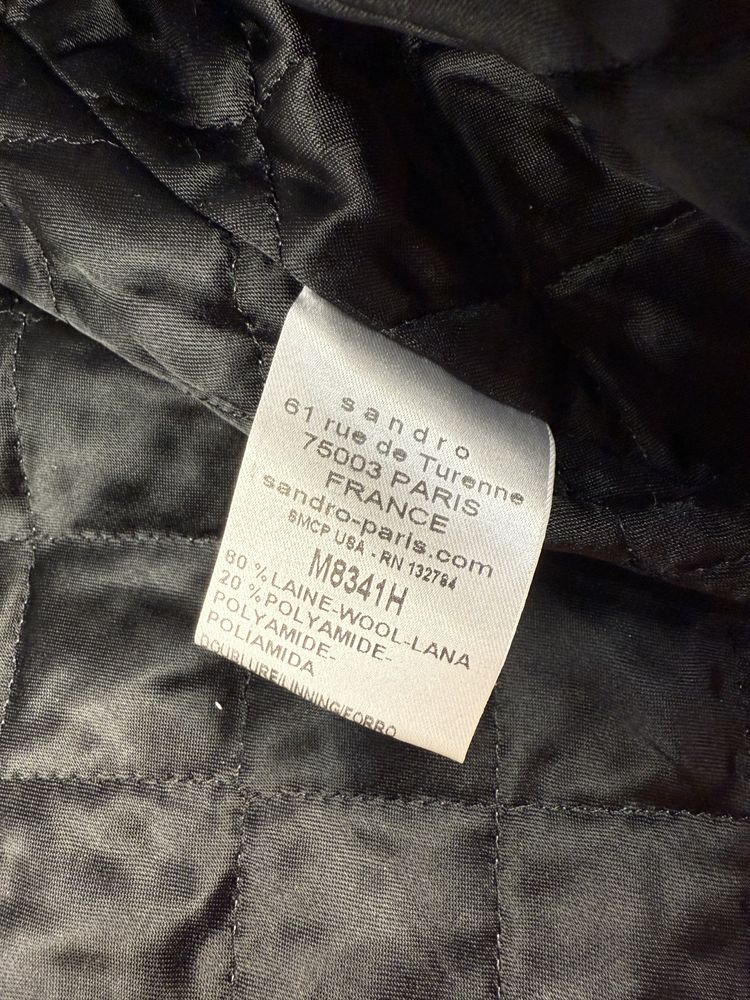 sandro
61 rue de Turenne
75003 PARIS
FRANCE
sandro-paris.com
SMCP USA - RN 132784
M8341H
80 % LAINE-WOOL-LANA
20 % POLYAMIDE-
POLYAMIDE-
POLIAMIDA
DOUBLURE/LINNING/FORRO